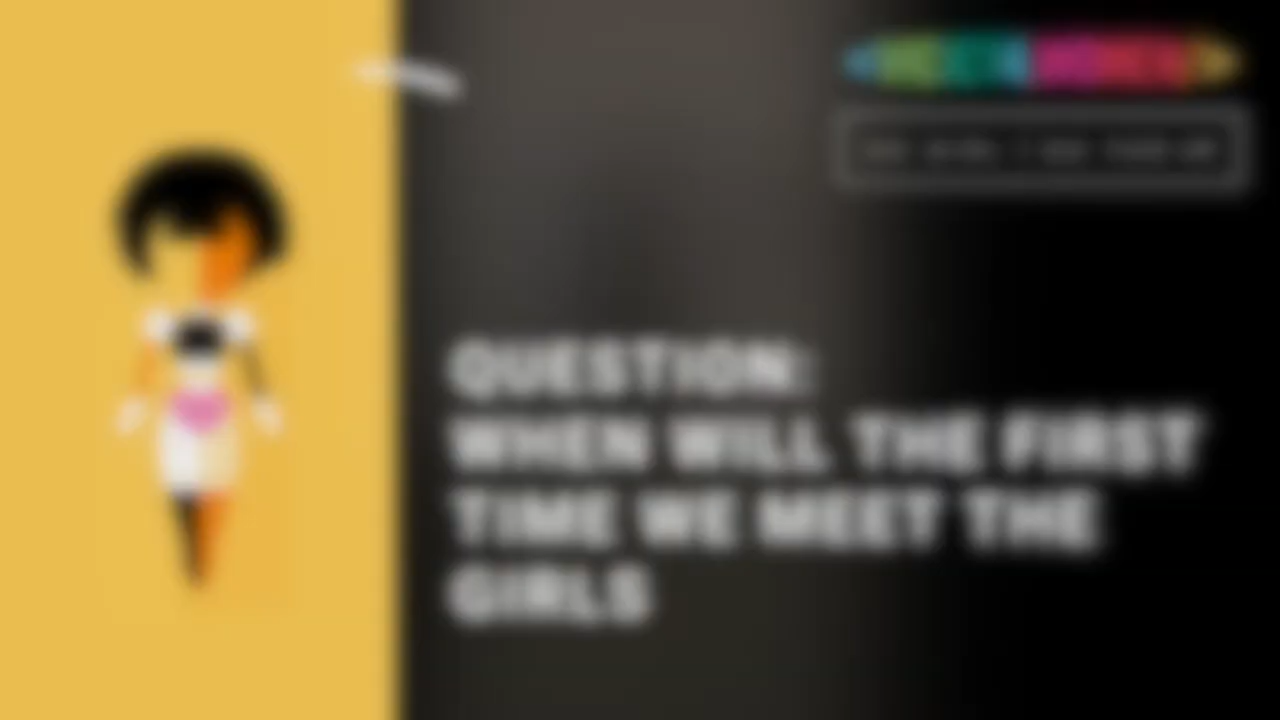 QUESTION:
WHEN WILL THE FIRST
TIME WE MEET THE
GIRLS